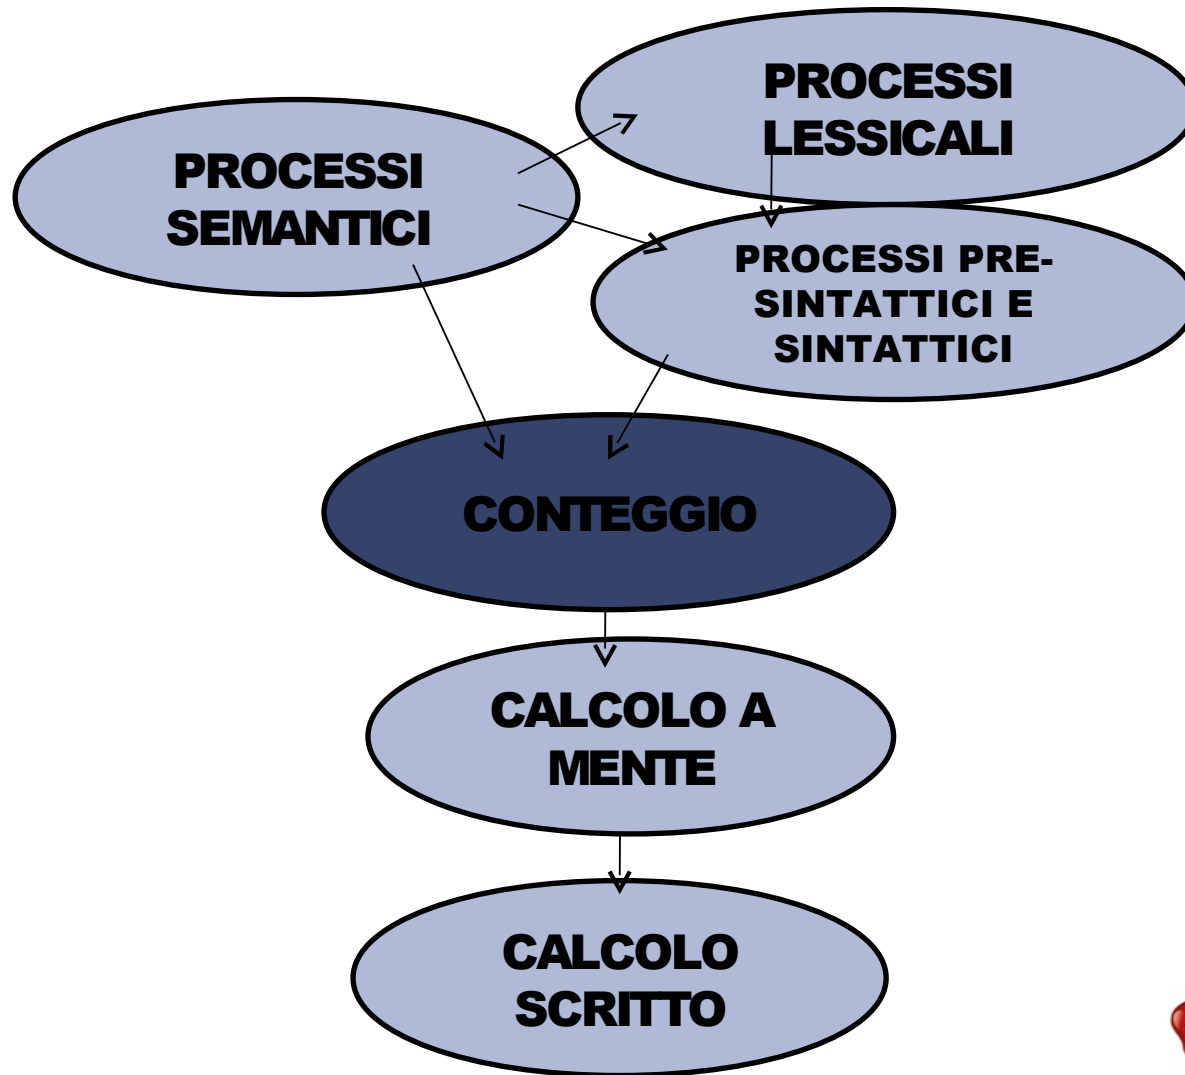 PROCESSI
LESSICALI
PROCESSI
SEMANTICI
PROCESSI PRE-
SINTATTICI E
SINTATTICI
CONTEGGIO
CALCOLO A
MENTE
CALCOLO
SCRITTO